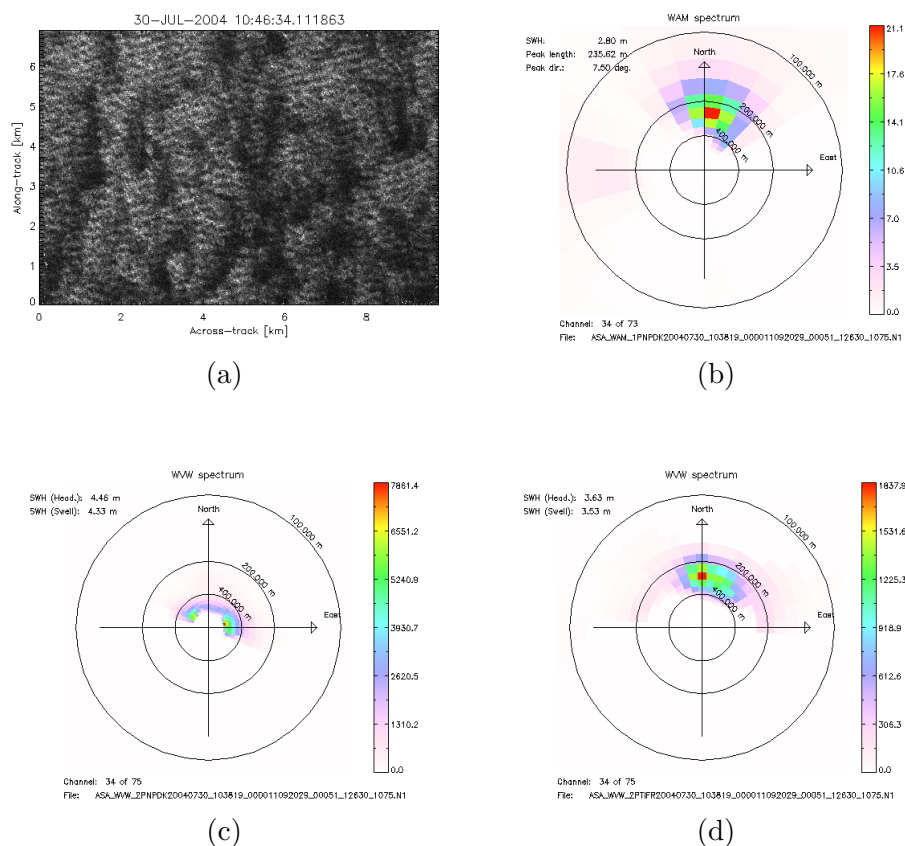 30-JUL-2004 10:46:34.111863
Along-track [km]
6
5
4
3
2
1
0
0 2 4 6 8
Across-track [km]
(a)
WAM spectrum
SWH: 2.80 m
Peak length: 235.62 m
Peak dir.: 7.50 deg.
North
East
100.000 m
200.000 m
400.000 m
21.1
17.6
14.1
10.6
7.0
3.5
0.0
Channel: 34 of 73
File: ASA_WAM_1PNPDK20040730_103819_000011092029_00051_12630_1075.N1
(b)
WVW spectrum
SWH (Head.): 4.46 m
SWH (Swell): 4.33 m
North
East
100.000 m
200.000 m
400.000 m
7861.4
6551.2
5240.9
3930.7
2620.5
1310.2
0.0
Channel: 34 of 75
File: ASA_WVW_2PNPDK20040730_103819_000011092029_00051_12630_1075.N1
(c)
WVW spectrum
SWH (Head.): 3.63 m
SWH (Swell): 3.53 m
North
East
100.000 m
200.000 m
400.000 m
1837.9
1531.6
1225.3
918.9
612.6
306.3
0.0
Channel: 34 of 75
File: ASA_WVW_2PTIFR20040730_103819_000011092029_00051_12630_1075.N1
(d)